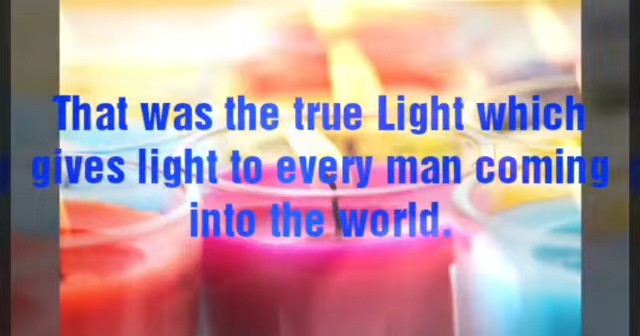 That was the true Light which
gives light to every man coming
into the world.